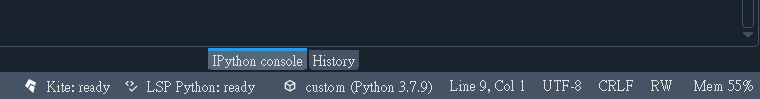 IPython console History
Kite: ready LSP Python: ready custom (Python 3.7.9) Line 9, Col 1 UTF-8 CRLF RW Mem 55%